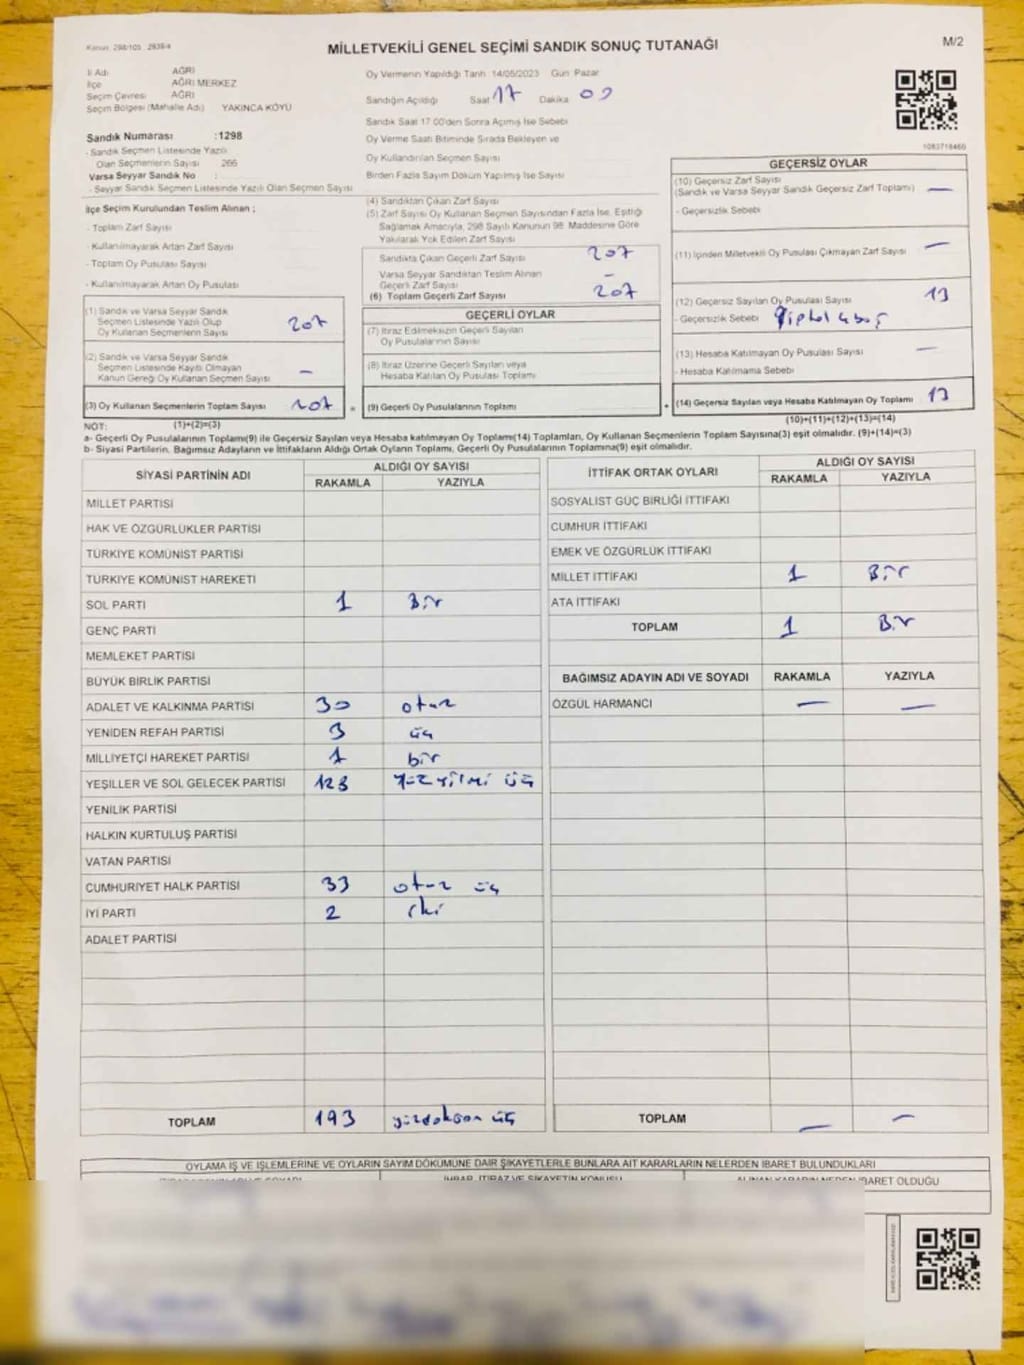 Kanun: 298/105 2839/4
MİLLETVEKİLİ GENEL SEÇİMİ SANDIK SONUÇ TUTANAĞI
M/2
İl Adı AĞRI
İlçe AĞRI MERKEZ
Seçim Çevresi AĞRI
Seçim Bölgesi (Mahalle Adı) YAKINCA KÖYÜ
Sandık Numarası :1298
- Sandık Seçmen Listesinde Yazılı
Olan Seçmenlerin Sayısı 266
Varsa Seyyar Sandık No :
- Seyyar Sandık Seçmen Listesinde Yazılı Olan Seçmen Sayısı
Oy Vermenin Yapıldığı Tarih :14/05/2023 Gün Pazar
Sandığın Açıldığı Saat 17 Dakika 00
Sandık Saat 17:00'den Sonra Açılmış İse Sebebi
Oy Verme Saati Bitiminde Sırada Bekleyen ve
Oy Kullandırılan Seçmen Sayısı
Birden Fazla Sayım Döküm Yapılmış İse Sayısı
1083718460
İlçe Seçim Kurulundan Teslim Alınan ;
- Toplam Zarf Sayısı
- Kullanılmayarak Artan Zarf Sayısı
- Toplam Oy Pusulası Sayısı
- Kullanılmayarak Artan Oy Pusulası
(1) Sandık ve Varsa Seyyar Sandık
Seçmen Listesinde Yazılı Olup
Oy Kullanan Seçmenlerin Sayısı 207
(2) Sandık ve Varsa Seyyar Sandık
Seçmen Listesinde Kayıtlı Olmayan
Kanun Gereği Oy Kullanan Seçmen Sayısı –
(3) Oy Kullanan Seçmenlerin Toplam Sayısı 207
(1)+(2)=(3)
(4) Sandıktan Çıkan Zarf Sayısı
(5) Zarf Sayısı Oy Kullanan Seçmen Sayısından Fazla İse, Eşitliği
Sağlamak Amacıyla, 298 Sayılı Kanunun 98. Maddesine Göre
Yakılarak Yok Edilen Zarf Sayısı
Sandıkta Çıkan Geçerli Zarf Sayısı 207
Varsa Seyyar Sandıktan Teslim Alınan
Geçerli Zarf Sayısı –
(6) Toplam Geçerli Zarf Sayısı 207
GEÇERLİ OYLAR
(7) İtiraz Edilmeksizin Geçerli Sayılan
Oy Pusulalarının Sayısı
(8) İtiraz Üzerine Geçerli Sayılan veya
Hesaba Katılan Oy Pusulası Toplamı
= (9) Geçerli Oy Pusulalarının Toplamı +
GEÇERSİZ OYLAR
(10) Geçersiz Zarf Sayısı
(Sandık ve Varsa Seyyar Sandık Geçersiz Zarf Toplamı) —
- Geçersizlik Sebebi
(11) İçinden Milletvekili Oy Pusulası Çıkmayan Zarf Sayısı —
(12) Geçersiz Sayılan Oy Pusulası Sayısı 13
- Geçersizlik Sebebi
(13) Hesaba Katılmayan Oy Pusulası Sayısı —
- Hesaba Katılmama Sebebi
(14) Geçersiz Sayılan veya Hesaba Katılmayan Oy Toplamı 13
(10)+(11)+(12)+(13)=(14)
NOT:
a- Geçerli Oy Pusulalarının Toplamı(9) ile Geçersiz Sayılan veya Hesaba katılmayan Oy Toplamı(14) Toplamları, Oy Kullanan Seçmenlerin Toplam Sayısına(3) eşit olmalıdır. (9)+(14)=(3)
b- Siyasi Partilerin, Bağımsız Adayların ve İttifakların Aldığı Ortak Oyların Toplamı, Geçerli Oy Pusulalarının Toplamına(9) eşit olmalıdır.
SİYASİ PARTİNİN ADI ALDIĞI OY SAYISI
RAKAMLA YAZIYLA
MİLLET PARTİSİ
HAK VE ÖZGÜRLÜKLER PARTİSİ
TÜRKİYE KOMÜNİST PARTİSİ
TÜRKİYE KOMÜNİST HAREKETİ
SOL PARTİ 1 Bir
GENÇ PARTİ
MEMLEKET PARTİSİ
BÜYÜK BİRLİK PARTİSİ
ADALET VE KALKINMA PARTİSİ 30 otuz
YENİDEN REFAH PARTİSİ 3 üç
MİLLİYETÇİ HAREKET PARTİSİ 1 bir
YEŞİLLER VE SOL GELECEK PARTİSİ 123 yüz yirmi üç
YENİLİK PARTİSİ
HALKIN KURTULUŞ PARTİSİ
VATAN PARTİSİ
CUMHURİYET HALK PARTİSİ 33 otuz üç
İYİ PARTİ 2 iki
ADALET PARTİSİ
TOPLAM 193 yüzdoksan üç
İTTİFAK ORTAK OYLARI ALDIĞI OY SAYISI
RAKAMLA YAZIYLA
SOSYALİST GÜÇ BİRLİĞİ İTTİFAKI
CUMHUR İTTİFAKI
EMEK VE ÖZGÜRLÜK İTTİFAKI
MİLLET İTTİFAKI 1 Bir
ATA İTTİFAKI
TOPLAM 1 Bir
BAĞIMSIZ ADAYIN ADI VE SOYADI RAKAMLA YAZIYLA
ÖZGÜL HARMANCI — —
TOPLAM — —
OYLAMA İŞ VE İŞLEMLERİNE VE OYLARIN SAYIM DÖKÜMÜNE DAİR ŞİKAYETLERLE BUNLARA AİT KARARLARIN NELERDEN İBARET BULUNDUKLARI
İHBAR, İTİRAZ VE ŞİKAYETİN KONUSU ALINAN KARARIN NEDEN İBARET OLDUĞU